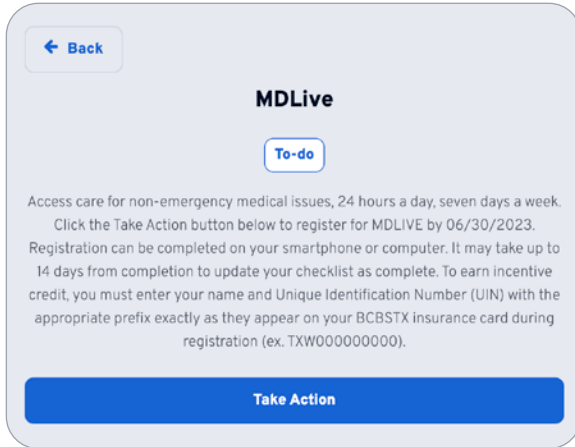 ← Back
MDLive
To-do
Access care for non-emergency medical issues, 24 hours a day, seven days a week.
Click the Take Action button below to register for MDLIVE by 06/30/2023.
Registration can be completed on your smartphone or computer. It may take up to
14 days from completion to update your checklist as complete. To earn incentive
credit, you must enter your name and Unique Identification Number (UIN) with the
appropriate prefix exactly as they appear on your BCBSTX insurance card during
registration (ex. TXW000000000).
Take Action